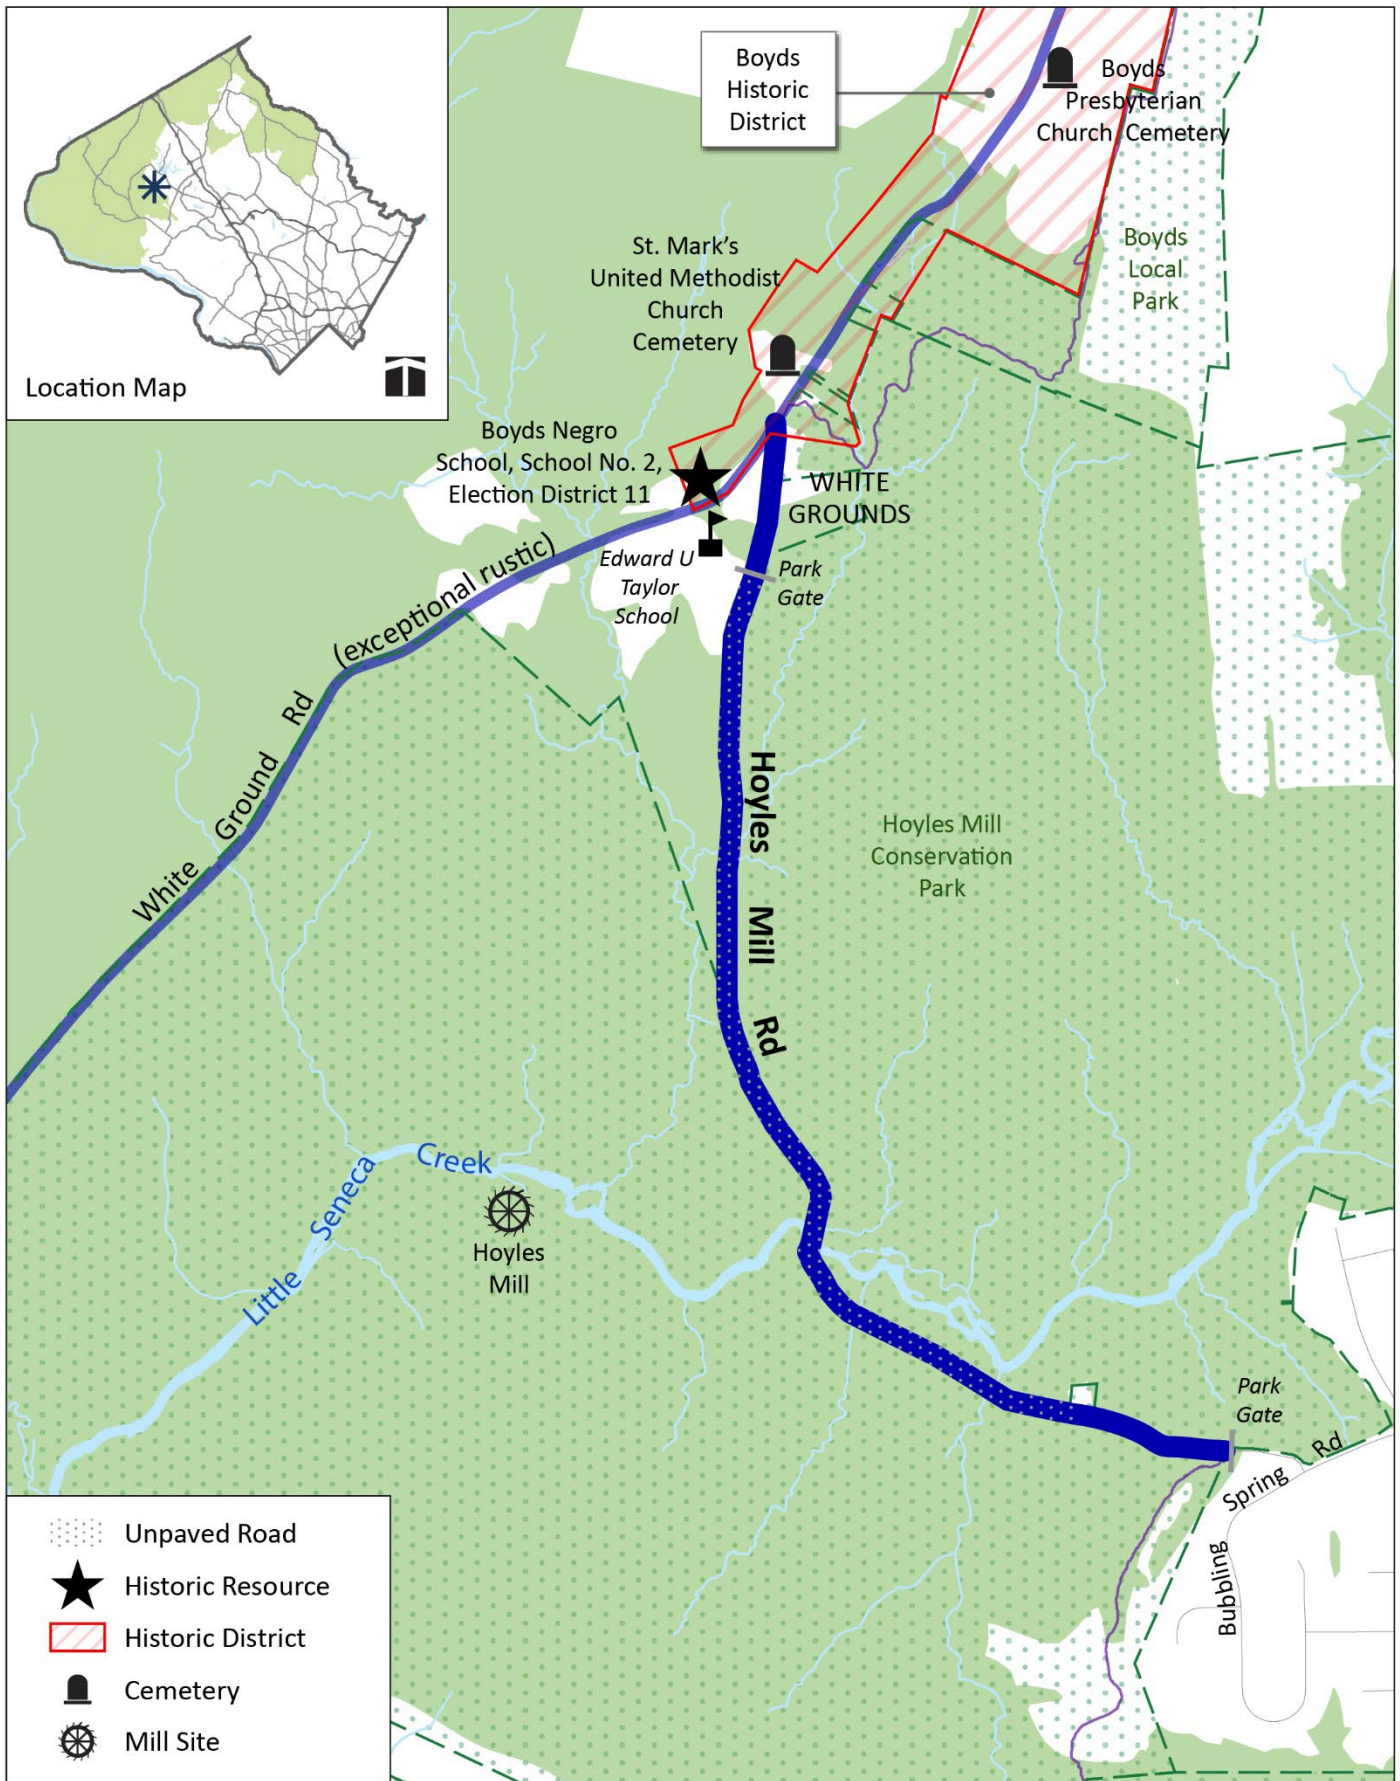 Location Map
Boyds
Historic
District
Boyds
Presbyterian
Church Cemetery
St. Mark's
United Methodist
Church
Cemetery
Boyds
Local
Park
Boyds Negro
School, School No. 2,
Election District 11
WHITE
GROUNDS
Edward U
Taylor
School
Park
Gate
White Ground Rd (exceptional rustic)
Hoyles Mill Rd
Hoyles Mill
Conservation
Park
Little Seneca Creek
Hoyles
Mill
Park
Gate
Bubbling Spring Rd
Unpaved Road
Historic Resource
Historic District
Cemetery
Mill Site